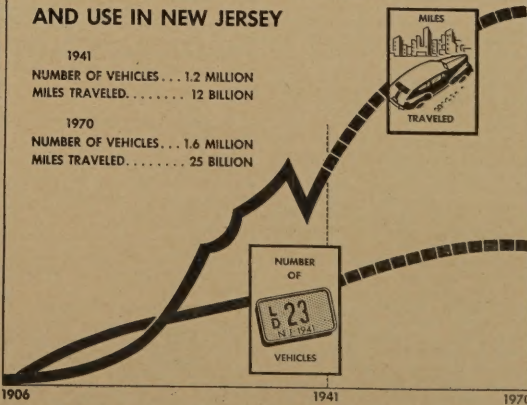 AND USE IN NEW JERSEY
1941
NUMBER OF VEHICLES... 1.2 MILLION
MILES TRAVELED........ 12 BILLION
1970
NUMBER OF VEHICLES... 1.6 MILLION
MILES TRAVELED........ 25 BILLION
MILES
TRAVELED
NUMBER
OF
LD 23
N J 1941
VEHICLES
1906
1941
1970